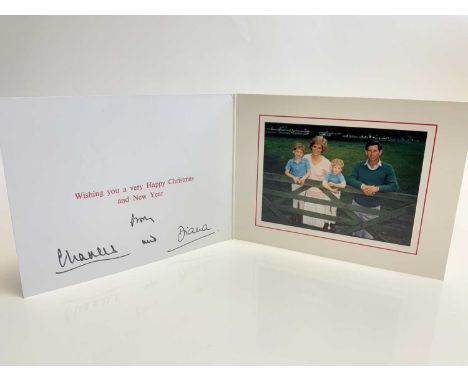 Wishing you a very Happy Christmas
and New Year
from
Charles and Diana